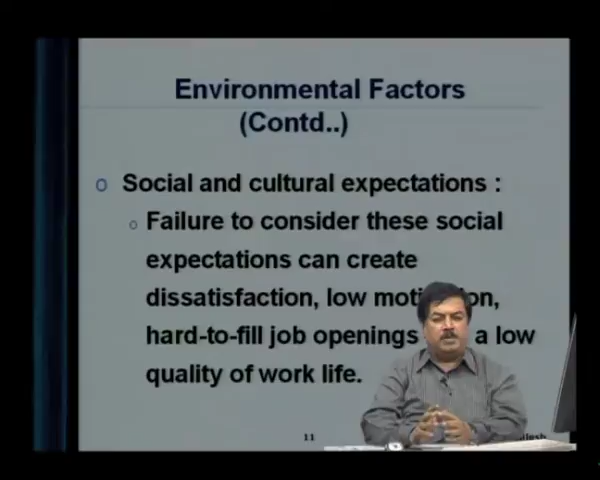 Environmental Factors
(Contd..)
o Social and cultural expectations :
o Failure to consider these social
expectations can create
dissatisfaction, low
hard-to-fill job openings a low
quality of work life.
11